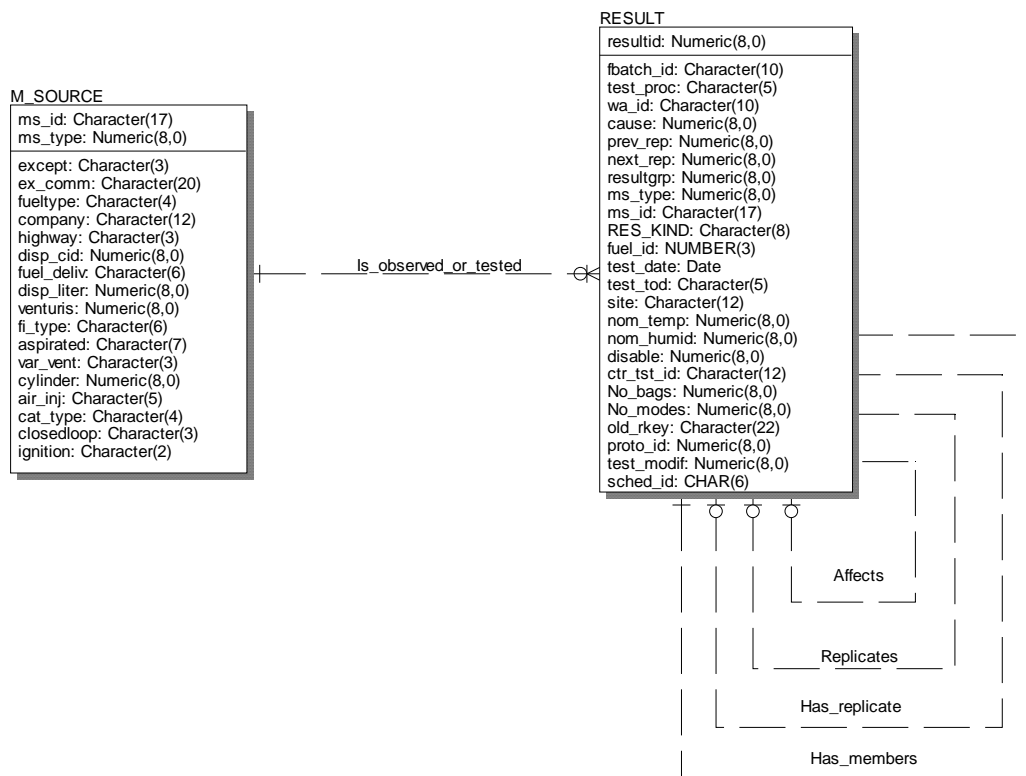 M_SOURCE
ms_id: Character(17)
ms_type: Numeric(8,0)
except: Character(3)
ex_comm: Character(20)
fueltype: Character(4)
company: Character(12)
highway: Character(3)
disp_cid: Numeric(8,0)
fuel_deliv: Character(6)
disp_liter: Numeric(8,0)
venturis: Numeric(8,0)
fi_type: Character(6)
aspirated: Character(7)
var_vent: Character(3)
cylinder: Numeric(8,0)
air_inj: Character(5)
cat_type: Character(4)
closedloop: Character(3)
ignition: Character(2)
Is_observed_or_tested
RESULT
resultid: Numeric(8,0)
fbatch_id: Character(10)
test_proc: Character(5)
wa_id: Character(10)
cause: Numeric(8,0)
prev_rep: Numeric(8,0)
next_rep: Numeric(8,0)
resultgrp: Numeric(8,0)
ms_type: Numeric(8,0)
ms_id: Character(17)
RES_KIND: Character(8)
fuel_id: NUMBER(3)
test_date: Date
test_tod: Character(5)
site: Character(12)
nom_temp: Numeric(8,0)
nom_humid: Numeric(8,0)
disable: Numeric(8,0)
ctr_tst_id: Character(12)
No_bags: Numeric(8,0)
No_modes: Numeric(8,0)
old_rkey: Character(22)
proto_id: Numeric(8,0)
test_modif: Numeric(8,0)
sched_id: CHAR(6)
Affects
Replicates
Has_replicate
Has_members